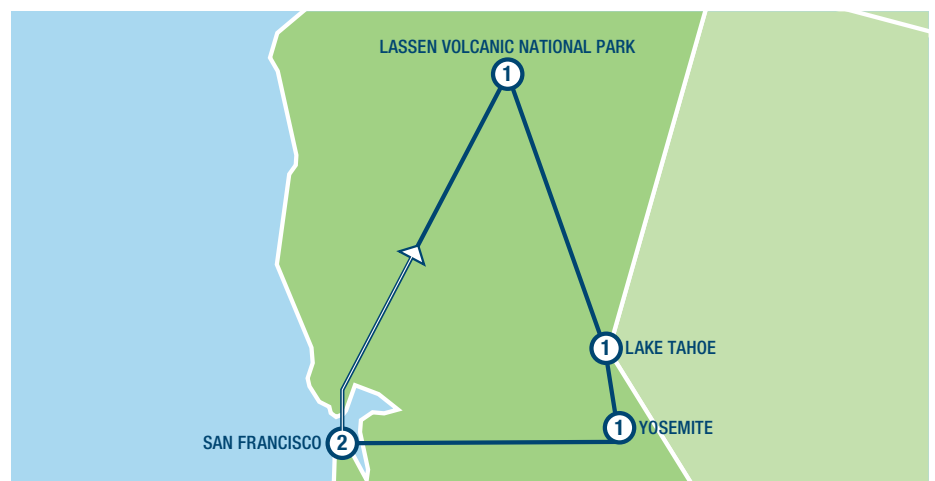 LASSEN VOLCANIC NATIONAL PARK
1
1 LAKE TAHOE
1 YOSEMITE
SAN FRANCISCO 2